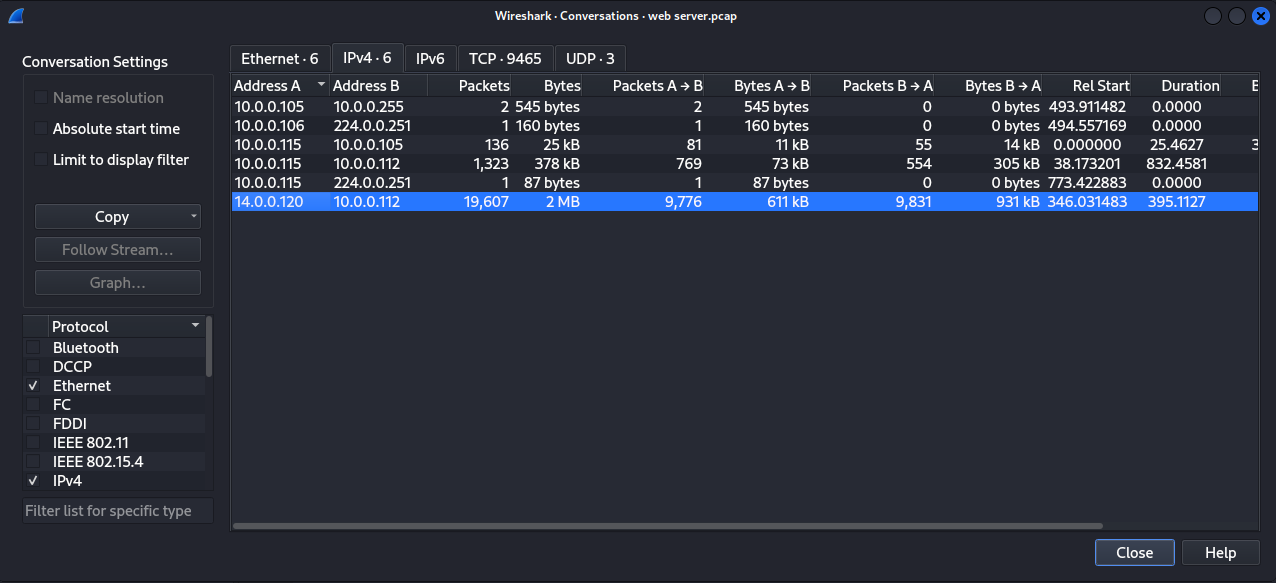 Wireshark · Conversations · web server.pcap
Conversation Settings
Name resolution
Absolute start time
Limit to display filter
Copy
Follow Stream...
Graph...
Protocol
Bluetooth
DCCP
Ethernet
FC
FDDI
IEEE 802.11
IEEE 802.15.4
IPv4
Filter list for specific type
Ethernet · 6 IPv4 · 6 IPv6 TCP · 9465 UDP · 3
Address A Address B Packets Bytes Packets A → B Bytes A → B Packets B → A Bytes B → A Rel Start Duration
10.0.0.105 10.0.0.255 2 545 bytes 2 545 bytes 0 0 bytes 493.911482 0.0000
10.0.0.106 224.0.0.251 1 160 bytes 1 160 bytes 0 0 bytes 494.557169 0.0000
10.0.0.115 10.0.0.105 136 25 kB 81 11 kB 55 14 kB 0.000000 25.4627 3
10.0.0.115 10.0.0.112 1,323 378 kB 769 73 kB 554 305 kB 38.173201 832.4581
10.0.0.115 224.0.0.251 1 87 bytes 1 87 bytes 0 0 bytes 773.422883 0.0000
14.0.0.120 10.0.0.112 19,607 2 MB 9,776 611 kB 9,831 931 kB 346.031483 395.1127
Close Help